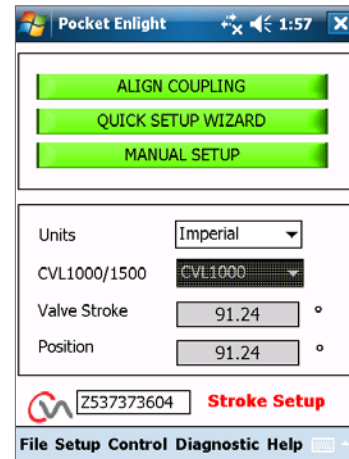 Pocket Enlight 1:57
ALIGN COUPLING
QUICK SETUP WIZARD
MANUAL SETUP
Units Imperial
CVL1000/1500 CVL1000
Valve Stroke 91.24 °
Position 91.24 °
Z537373604 Stroke Setup
File Setup Control Diagnostic Help